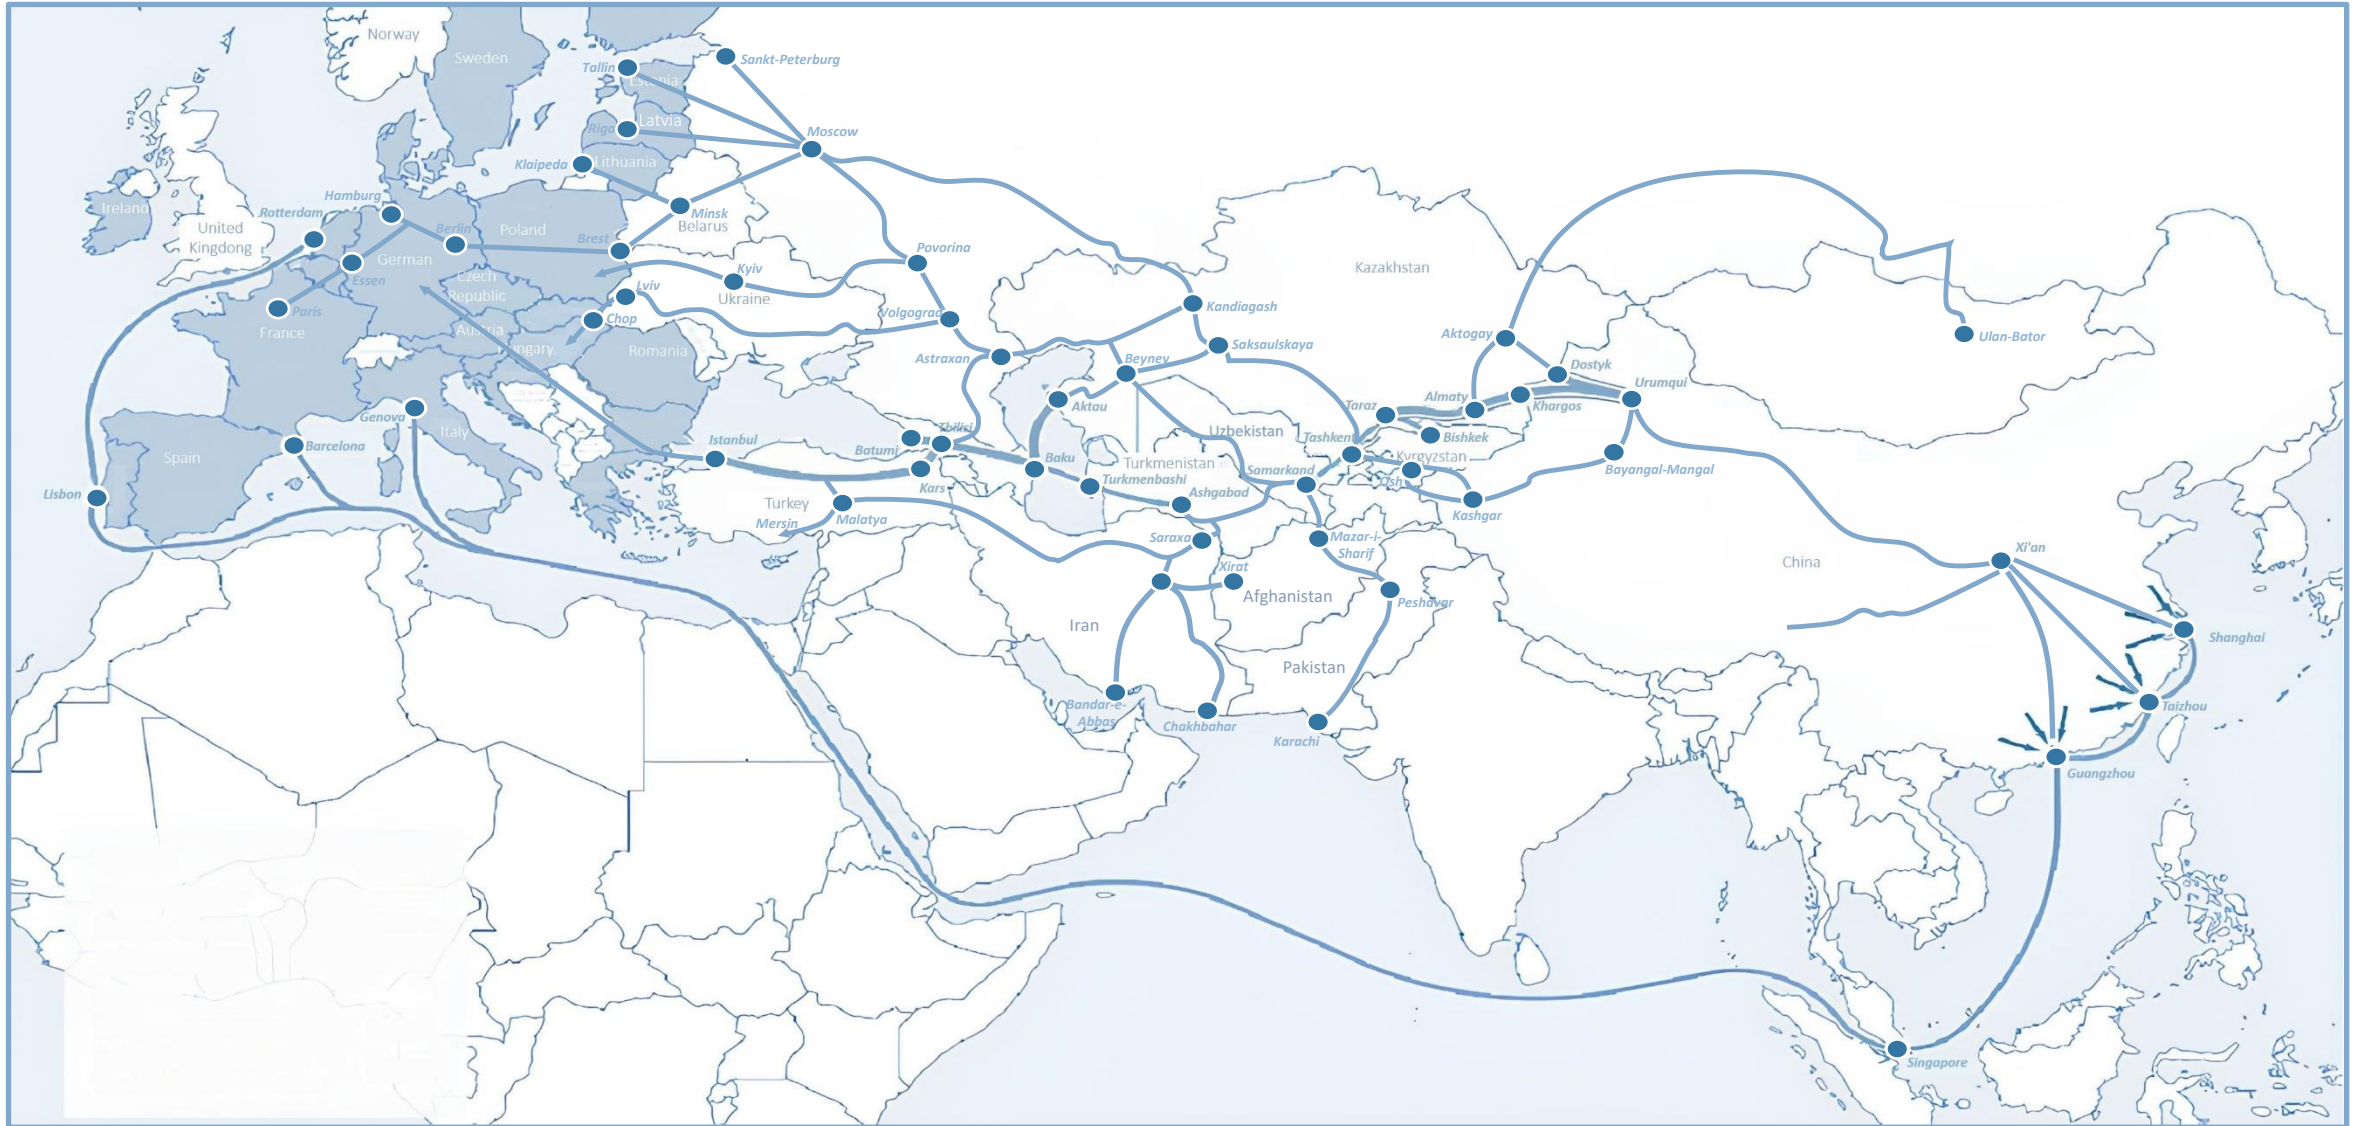 Norway
Sweden
Sankt-Peterburg
Tallin
Estonia
Riga
Latvia
Moscow
Klaipeda
Lithuania
Hamburg
Ireland
Rotterdam
Minsk
Belarus
United
Kingdong
Berlin
Poland
Brest
Povorina
German
Kyiv
Kazakhstan
Essen
Czech
Republic
Lviv
Ukraine
Kandiagash
Paris
Chop
Volgograd
France
Austria
Aktogay
Ulan-Bator
Hungary
Romania
Astraxan
Beyney
Saksaulskaya
Dostyk
Urumqui
Almaty
Khargos
Aktau
Taraz
Genova
Italy
Barcelona
Spain
Istanbul
Batumi
Tbilisi
Uzbekistan
Tashkent
Bishkek
Baku
Turkmenistan
Kyrgyzstan
Bayangal-Mangal
Samarkand
Turkmenbashi
Osh
Kars
Ashgabad
Lisbon
Turkey
Mersin
Malatya
Kashgar
Saraxa
Mazar-i-
Sharif
Xi'an
China
Xirat
Afghanistan
Peshavar
Iran
Shanghai
Pakistan
Bandar-e-
Abbas
Taizhou
Chakhbahar
Karachi
Guangzhou
Singapore